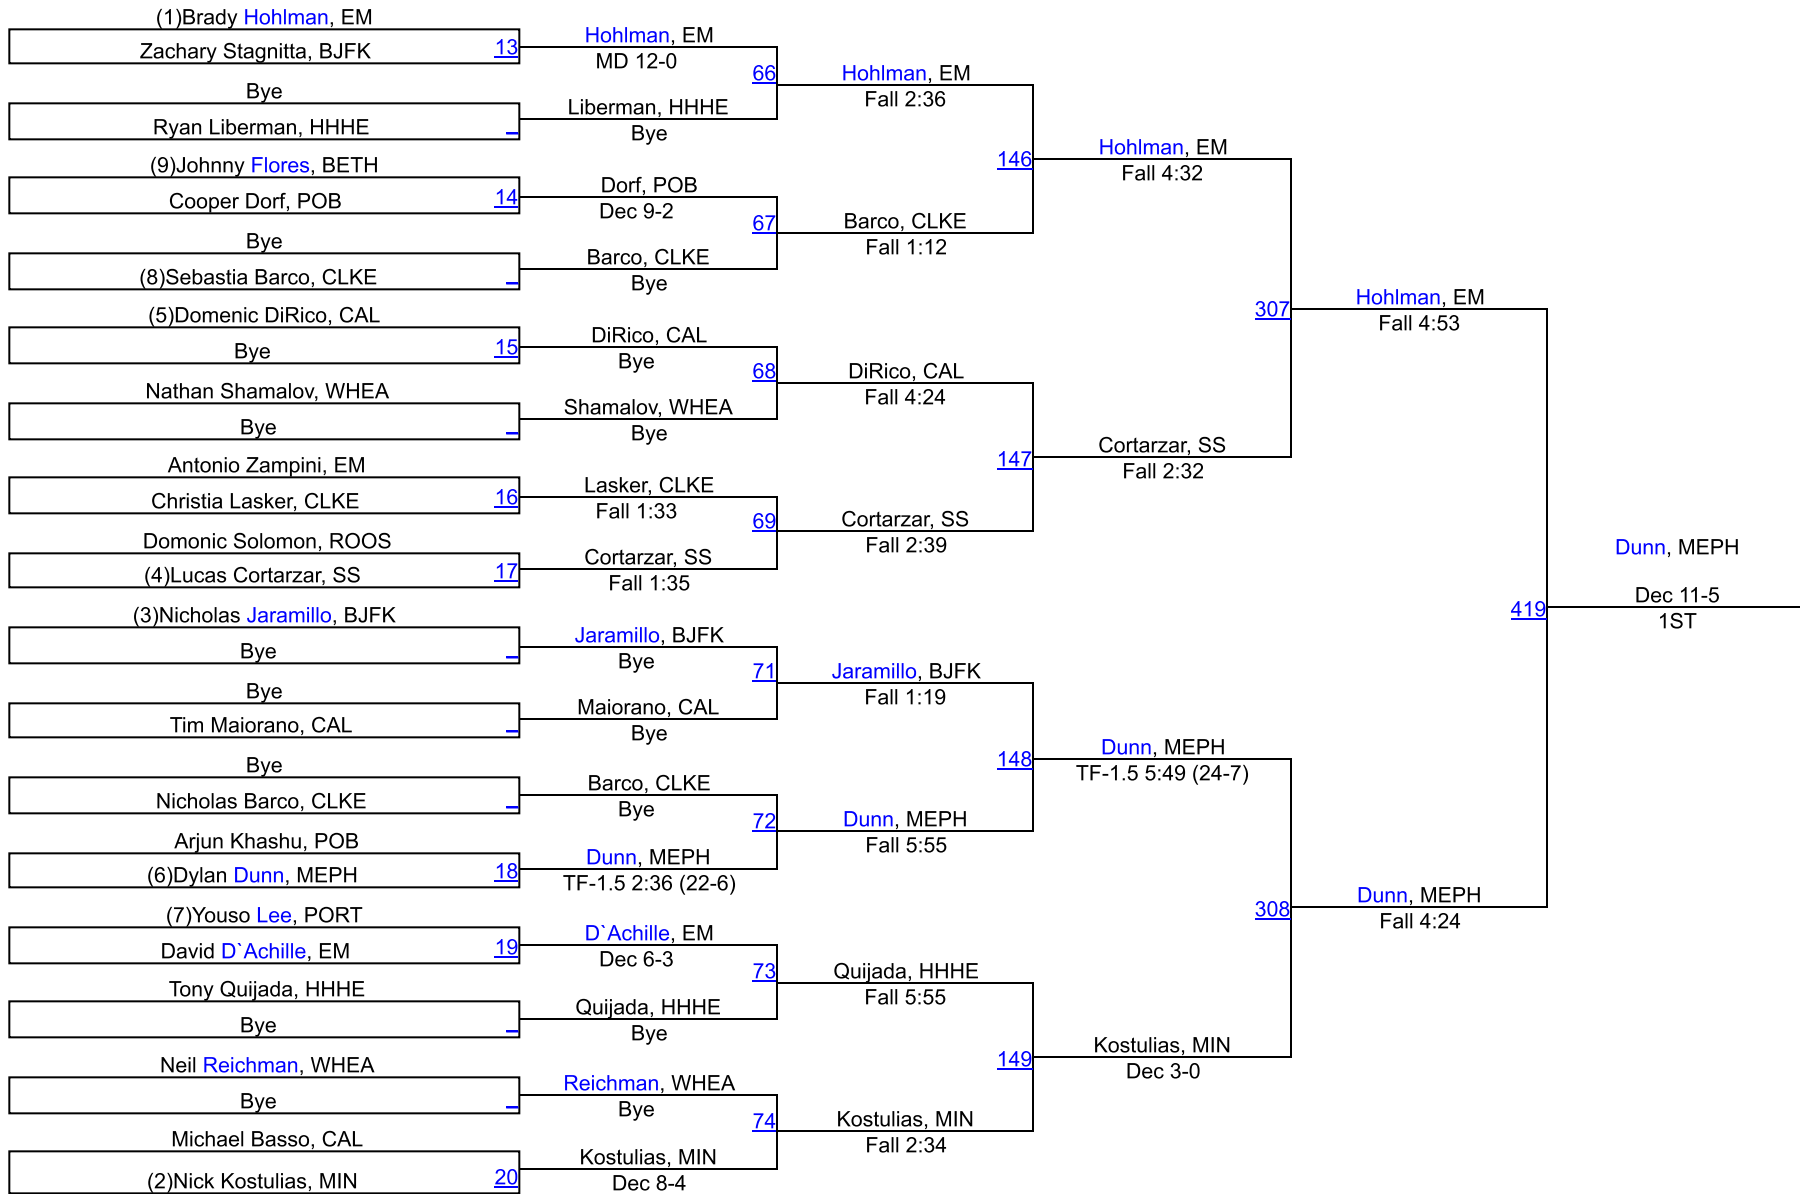 (1)Brady Hohlman, EM
Zachary Stagnitta, BJFK 13
Bye
Ryan Liberman, HHHE
(9)Johnny Flores, BETH
Cooper Dorf, POB 14
Bye
(8)Sebastia Barco, CLKE
(5)Domenic DiRico, CAL
Bye 15
Nathan Shamalov, WHEA
Bye
Antonio Zampini, EM
Christia Lasker, CLKE 16
Domonic Solomon, ROOS
(4)Lucas Cortarzar, SS 17
(3)Nicholas Jaramillo, BJFK
Bye
Bye
Tim Maiorano, CAL
Bye
Nicholas Barco, CLKE
Arjun Khashu, POB
(6)Dylan Dunn, MEPH 18
(7)Youso Lee, PORT
David D`Achille, EM 19
Tony Quijada, HHHE
Bye
Neil Reichman, WHEA
Bye
Michael Basso, CAL
(2)Nick Kostulias, MIN 20
Hohlman, EM
MD 12-0
66
Liberman, HHHE
Bye
Dorf, POB
Dec 9-2
67
Barco, CLKE
Bye
DiRico, CAL
Bye
68
Shamalov, WHEA
Bye
Lasker, CLKE
Fall 1:33
69
Cortarzar, SS
Fall 1:35
Jaramillo, BJFK
Bye
71
Maiorano, CAL
Bye
Barco, CLKE
Bye
72
Dunn, MEPH
TF-1.5 2:36 (22-6)
D`Achille, EM
Dec 6-3
73
Quijada, HHHE
Bye
Reichman, WHEA
Bye
74
Kostulias, MIN
Dec 8-4
Hohlman, EM
Fall 2:36
146
Barco, CLKE
Fall 1:12
DiRico, CAL
Fall 4:24
147
Cortarzar, SS
Fall 2:39
Jaramillo, BJFK
Fall 1:19
148
Dunn, MEPH
Fall 5:55
Quijada, HHHE
Fall 5:55
149
Kostulias, MIN
Fall 2:34
Hohlman, EM
Fall 4:32
307
Cortarzar, SS
Fall 2:32
Dunn, MEPH
TF-1.5 5:49 (24-7)
308
Kostulias, MIN
Dec 3-0
Hohlman, EM
Fall 4:53
419
Dunn, MEPH
Fall 4:24
Dunn, MEPH
Dec 11-5
1ST